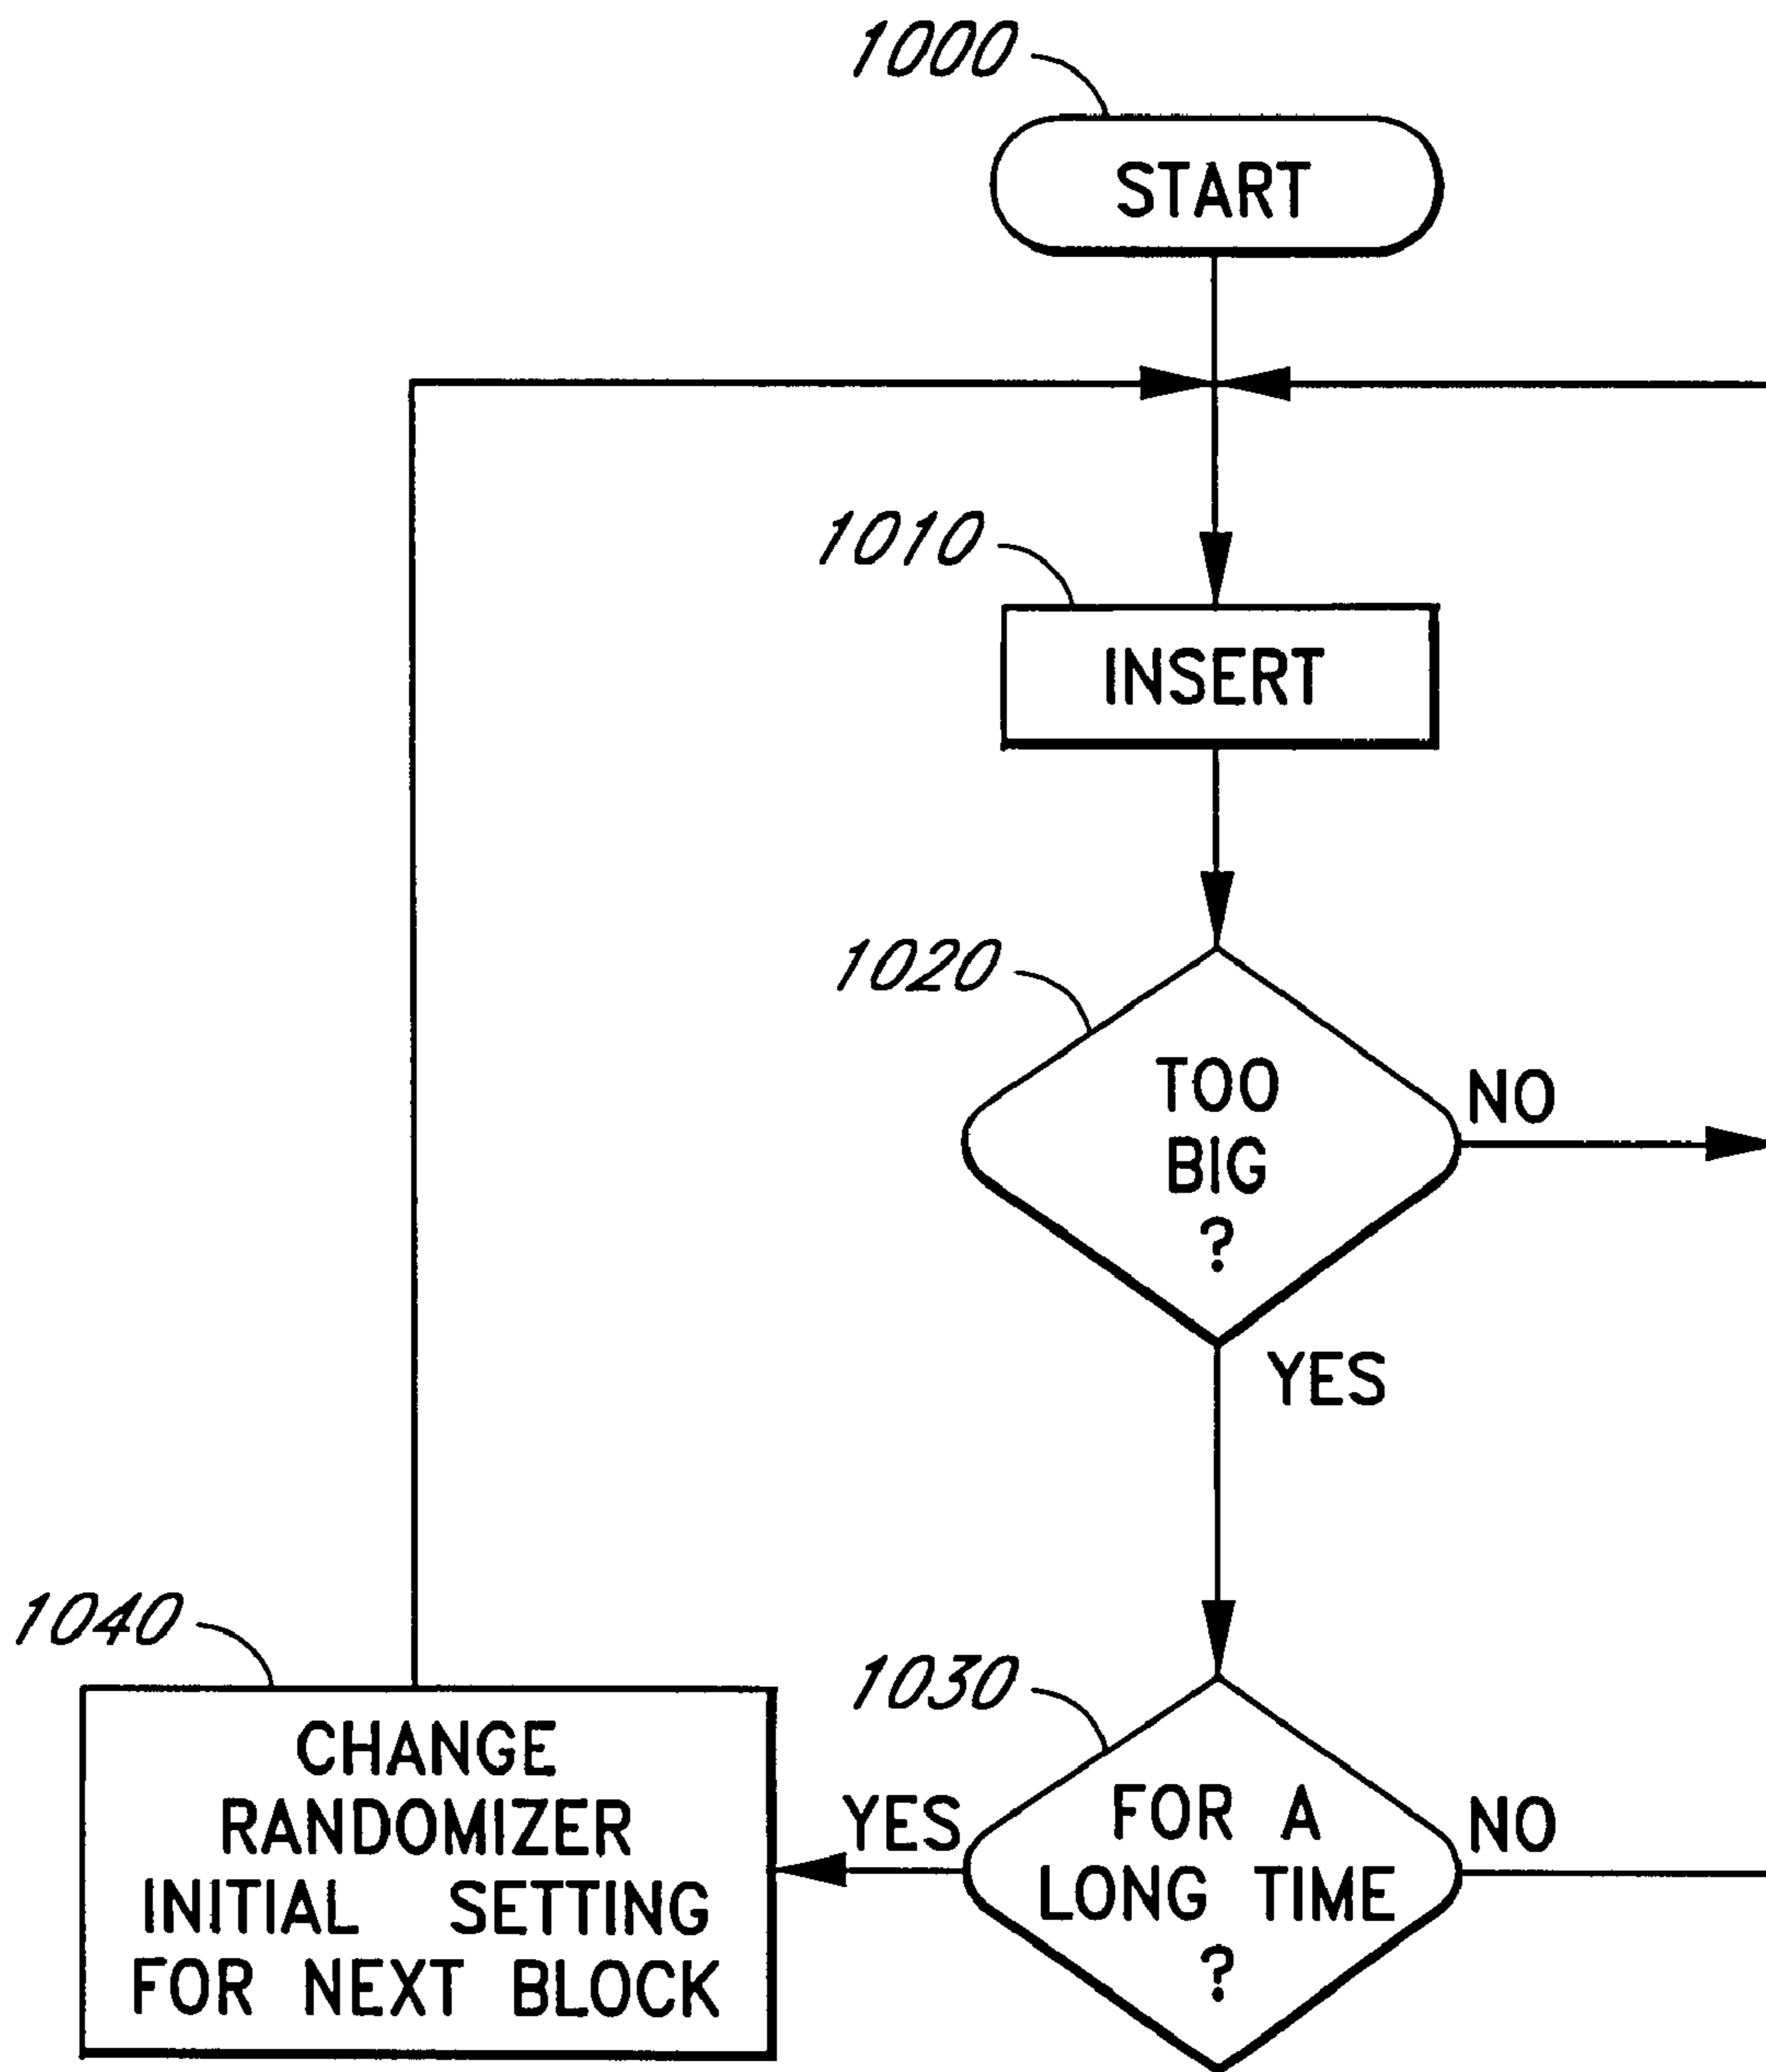 1000
START
1010
INSERT
1020
TOO
BIG
?
NO
YES
1040
1030
CHANGE
RANDOMIZER
INITIAL SETTING
FOR NEXT BLOCK
YES
FOR A
LONG TIME
?
NO